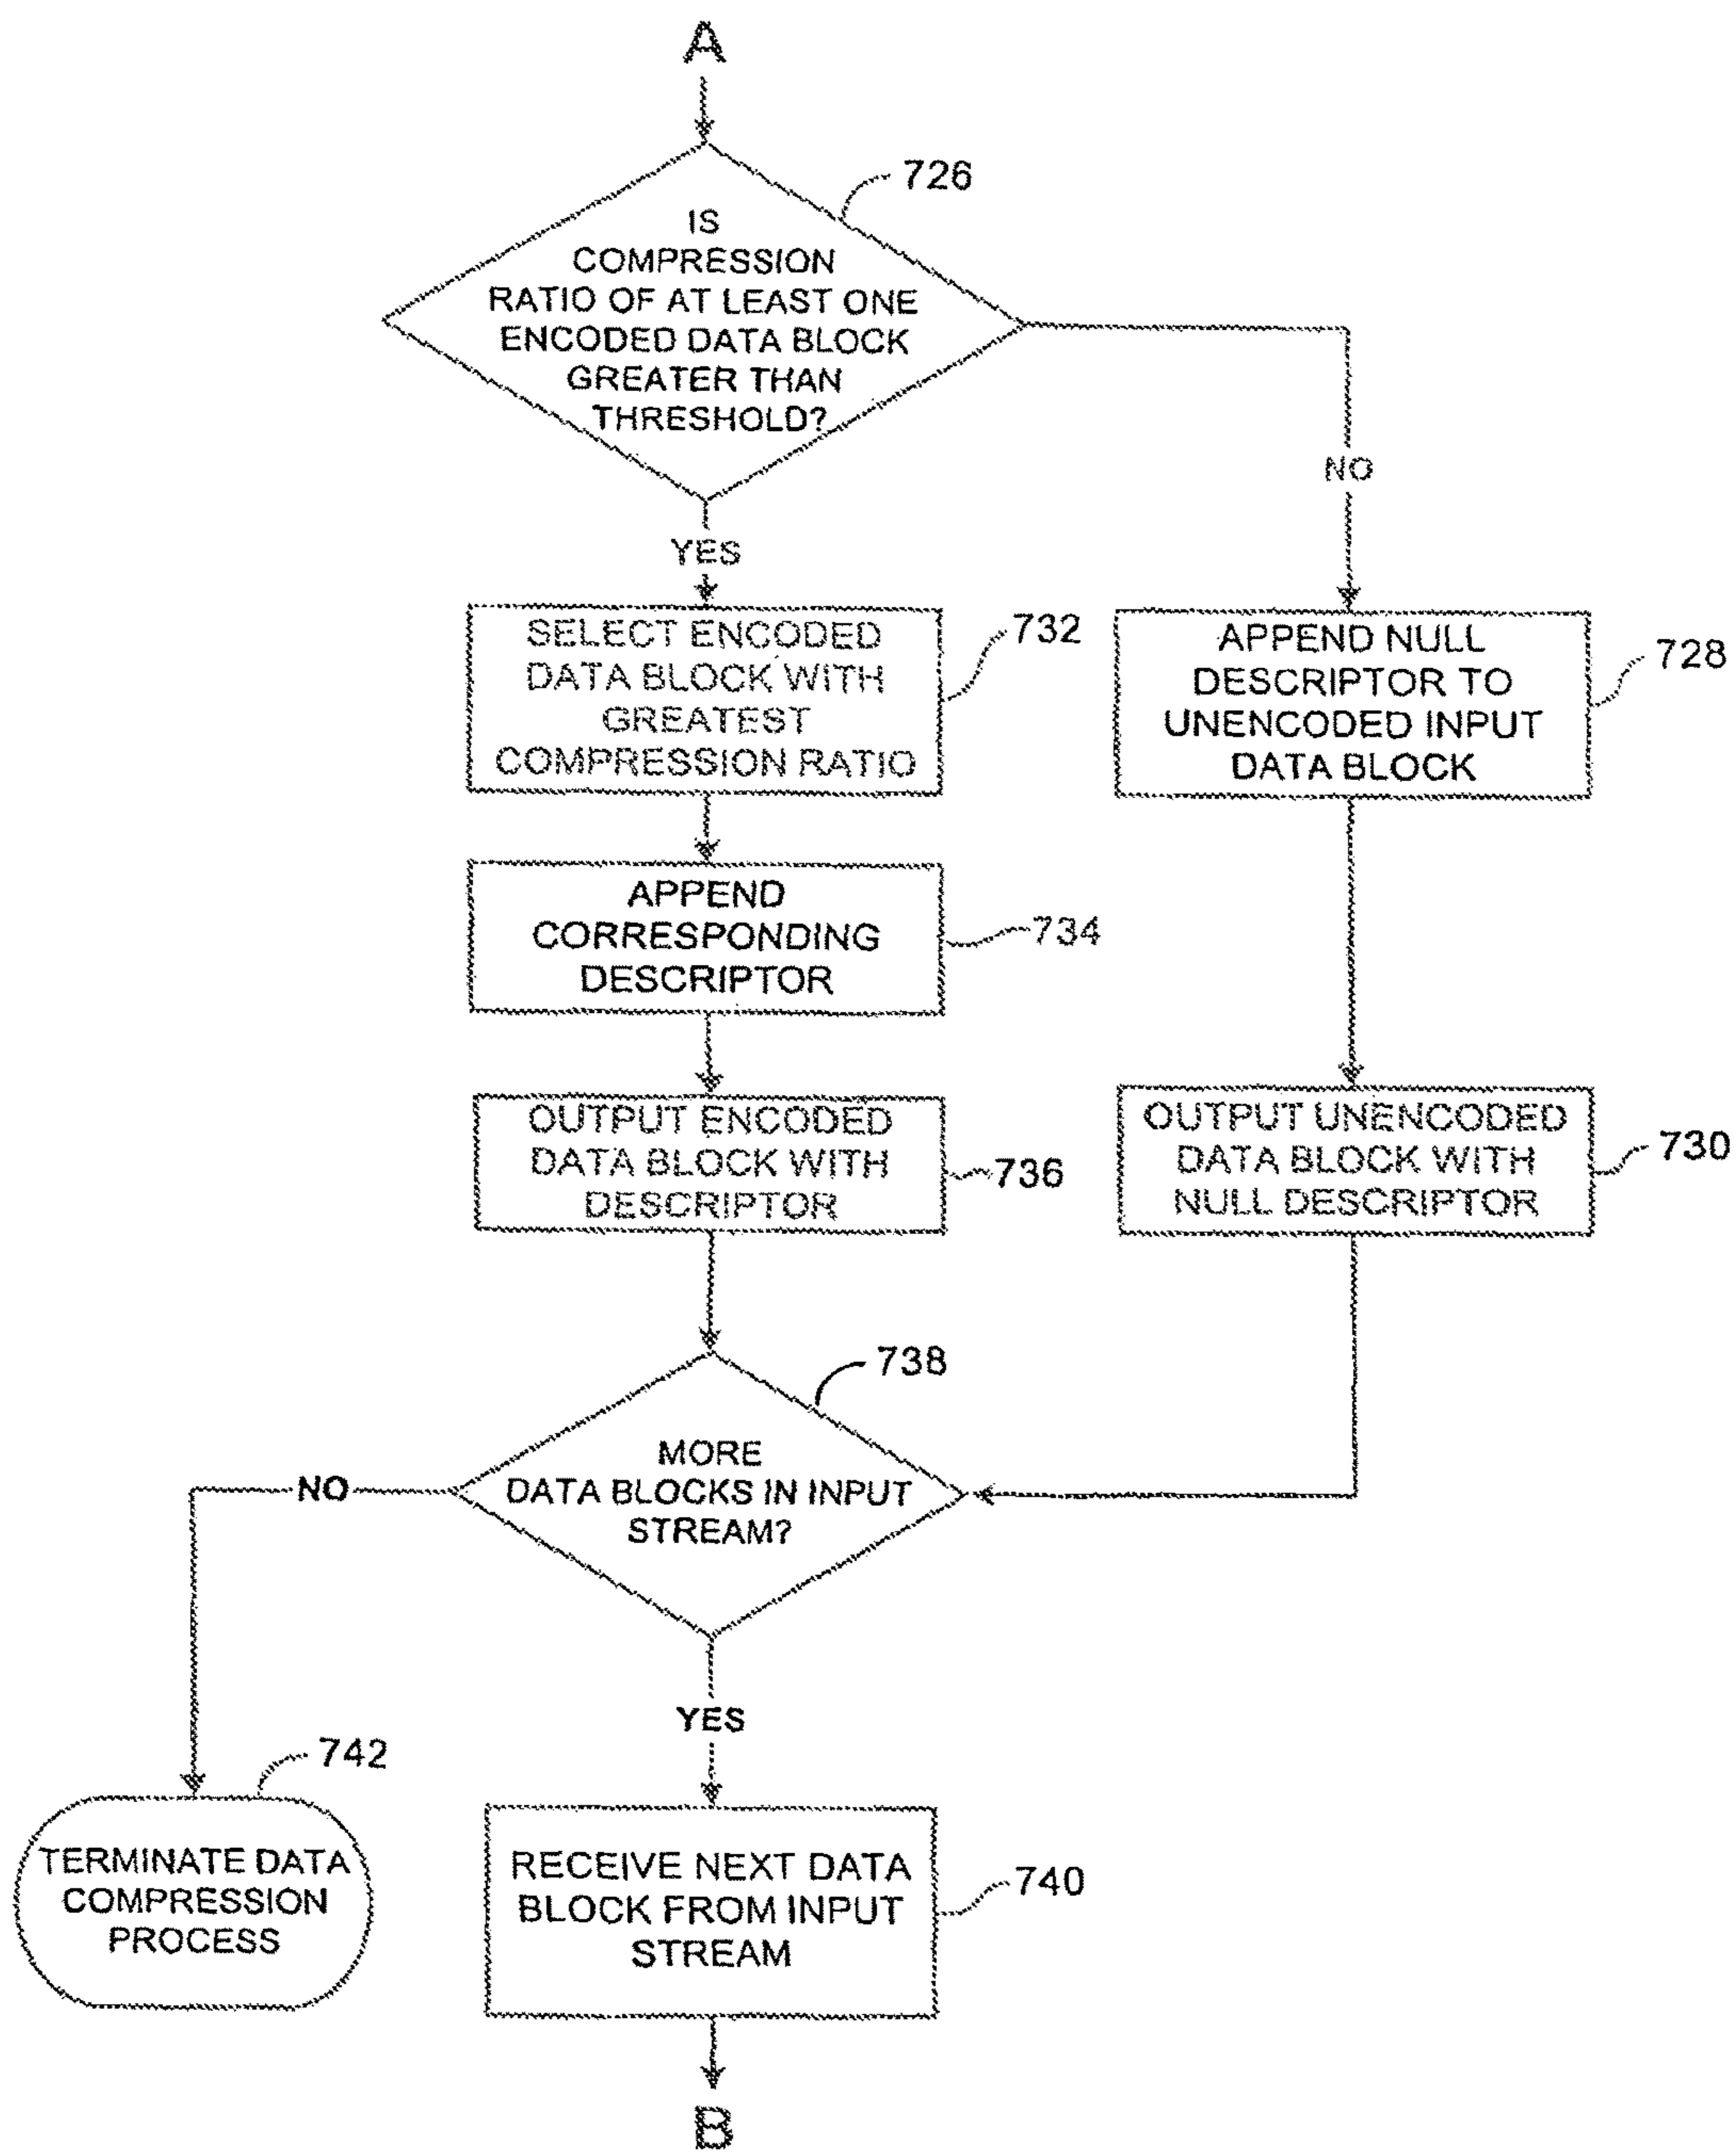 A
726
IS
COMPRESSION
RATIO OF AT LEAST ONE
ENCODED DATA BLOCK
GREATER THAN
THRESHOLD?
NO
YES
SELECT ENCODED
DATA BLOCK WITH
GREATEST
COMPRESSION RATIO
732
APPEND NULL
DESCRIPTOR TO
UNENCODED INPUT
DATA BLOCK
728
APPEND
CORRESPONDING
DESCRIPTOR
734
OUTPUT ENCODED
DATA BLOCK WITH
DESCRIPTOR
736
OUTPUT UNENCODED
DATA BLOCK WITH
NULL DESCRIPTOR
730
738
MORE
DATA BLOCKS IN INPUT
STREAM?
NO
YES
742
TERMINATE DATA
COMPRESSION
PROCESS
RECEIVE NEXT DATA
BLOCK FROM INPUT
STREAM
740
B